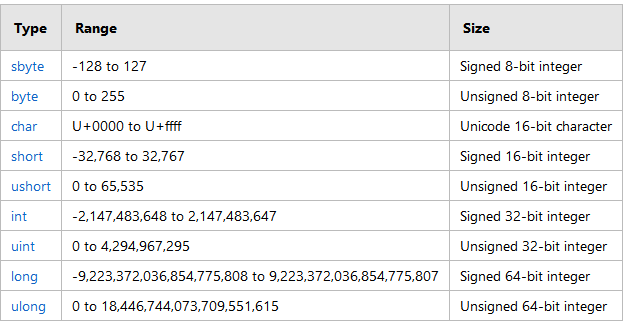 Type Range Size
sbyte -128 to 127 Signed 8-bit integer
byte 0 to 255 Unsigned 8-bit integer
char U+0000 to U+ffff Unicode 16-bit character
short -32,768 to 32,767 Signed 16-bit integer
ushort 0 to 65,535 Unsigned 16-bit integer
int -2,147,483,648 to 2,147,483,647 Signed 32-bit integer
uint 0 to 4,294,967,295 Unsigned 32-bit integer
long -9,223,372,036,854,775,808 to 9,223,372,036,854,775,807 Signed 64-bit integer
ulong 0 to 18,446,744,073,709,551,615 Unsigned 64-bit integer